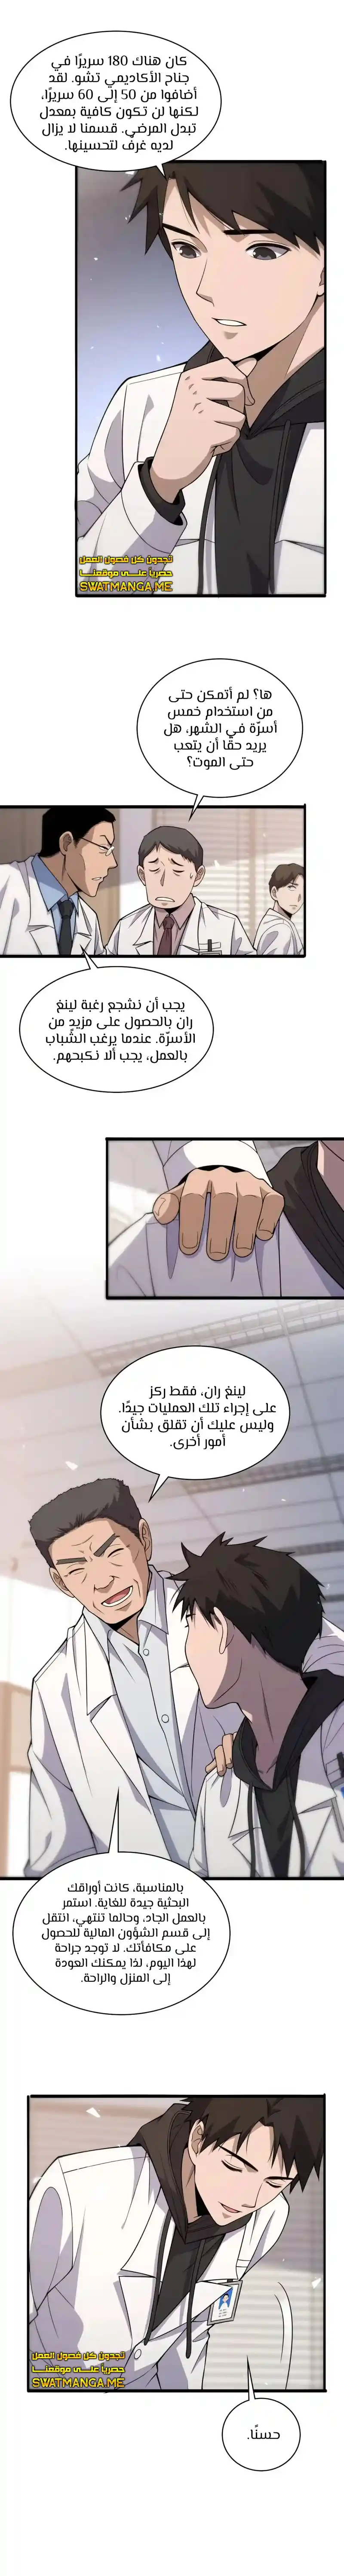 كان هناك 180 سريرًا في
جناح الأكاديمي تشو. لقد
أضافوا من 50 إلى 60 سريرًا،
لكنها لن تكون كافية بمعدل
تبدل المرضى. قسمنا لا يزال
لديه غرفٌ لتحسينها.
تجدون كل فصول العمل
حصرياً على موقعنا
SWATMANGA.ME
ها؟ لم أتمكن حتى
من استخدام خمس
أسرّة في الشهر، هل
يريد حقًا أن يتعب
حتى الموت؟
يجب أن نشجع رغبة لينغ
ران بالحصول على مزيد من
الأسرّة. عندما يرغب الشّباب
بالعمل، يجب ألا نكبحهم.
لينغ ران، فقط ركز
على إجراء تلك العمليات جيدًا.
وليس عليك أن تقلق بشأن
أمور أخرى.
بالمناسبة، كانت أوراقك
البحثية جيدة للغاية. استمر
بالعمل الجاد، وحالما تنتهي، انتقل
إلى قسم الشؤون المالية للحصول
على مكافأتك. لا توجد جراحة
لهذا اليوم، لذا يمكنك العودة
إلى المنزل والراحة.
تجدون كل فصول العمل
حصرياً على موقعنا
SWATMANGA.ME
حسنًا.